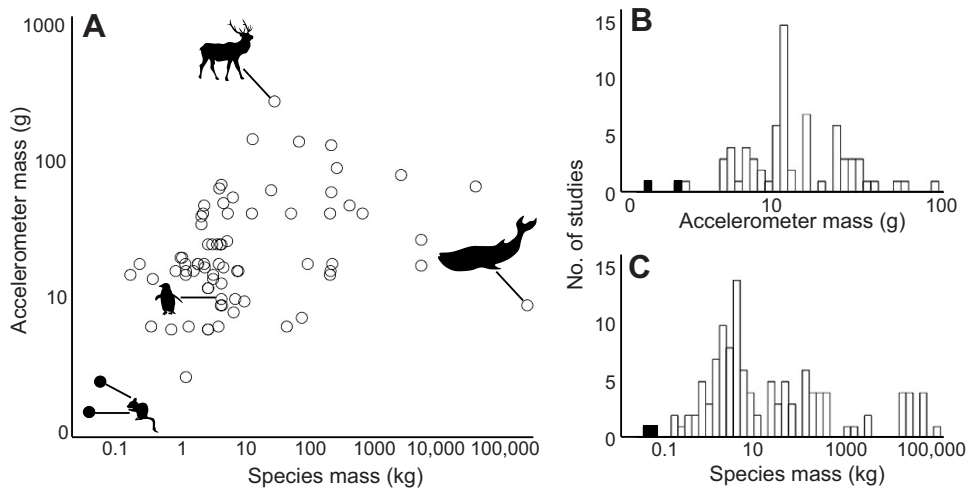 A
Accelerometer mass (g)
1000
100
10
0
0.1 1 10 100 1000 10,000 100,000
Species mass (kg)
B
No. of studies
15
10
5
0
0 10 100
Accelerometer mass (g)
C
15
10
5
0
0.1 10 1000 100,000
Species mass (kg)